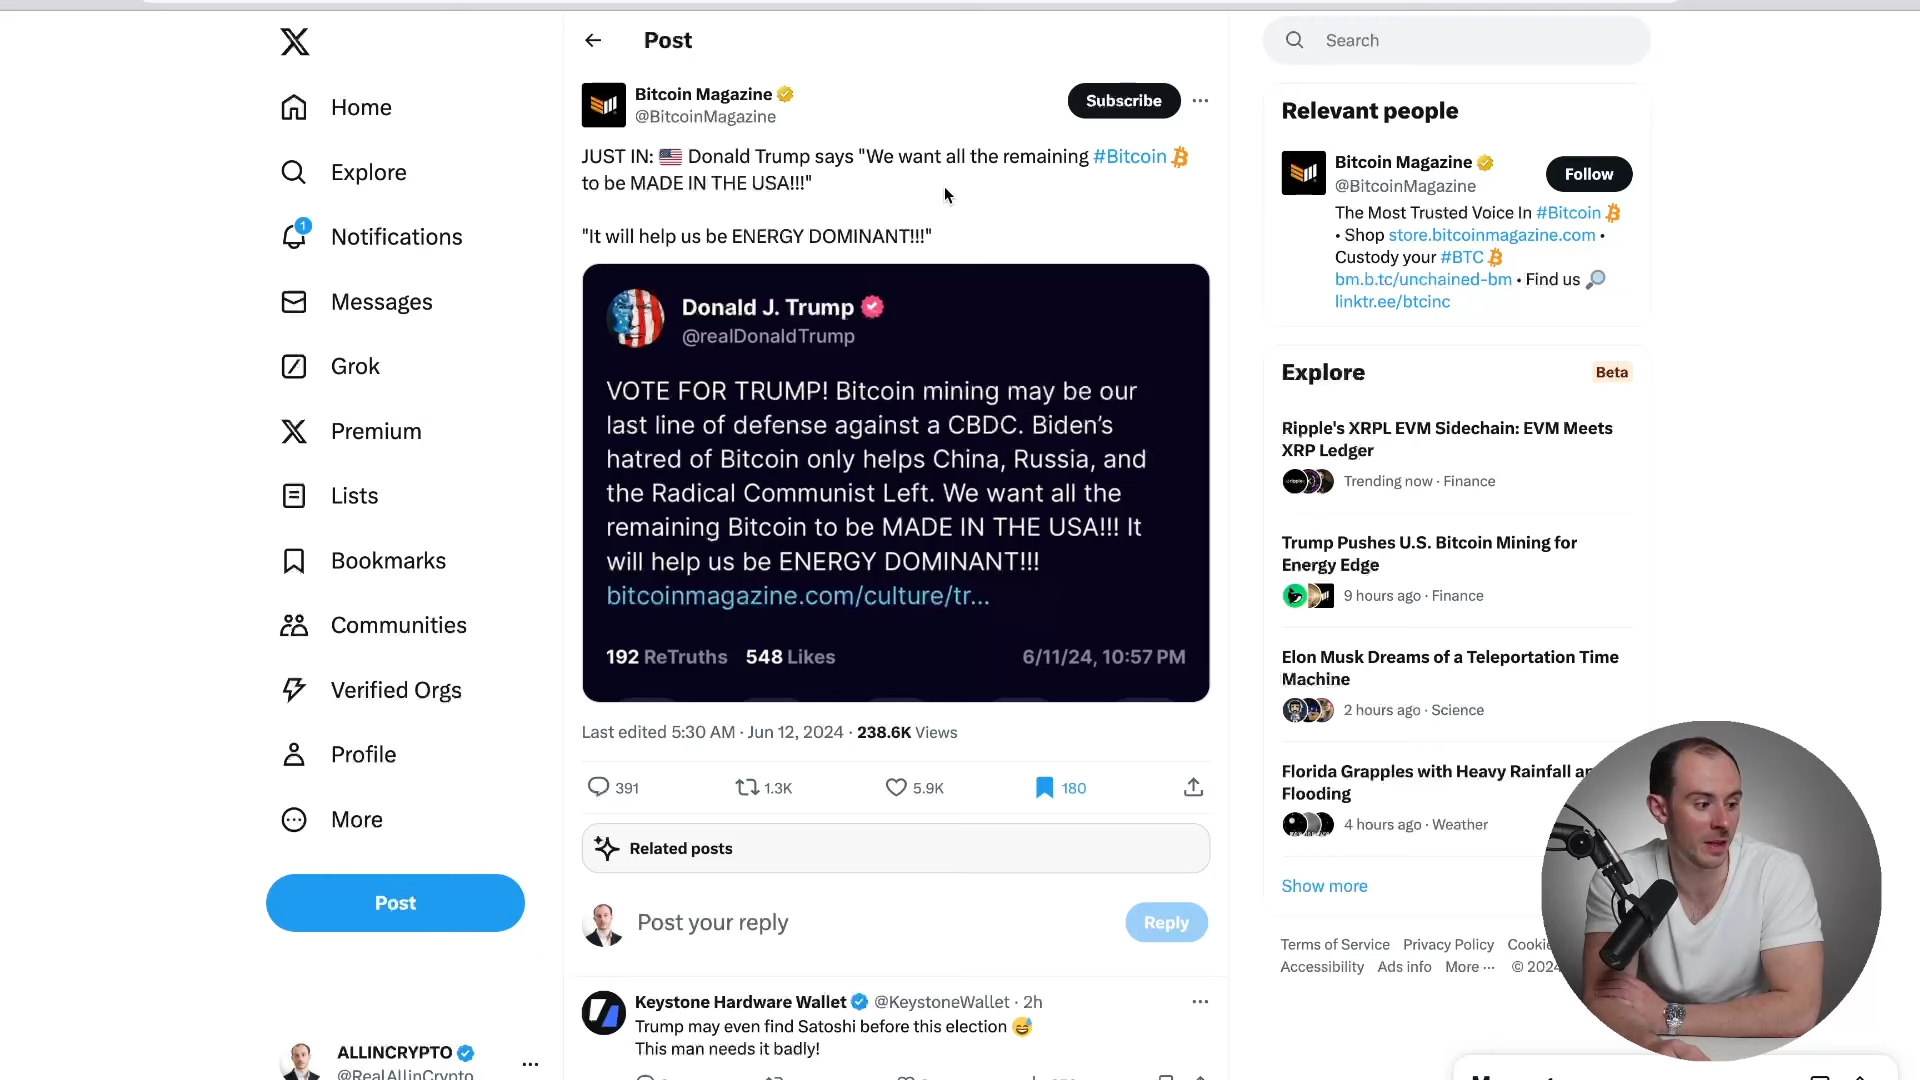 Home
Explore
1
Notifications
Messages
Grok
Premium
Lists
Bookmarks
Communities
Verified Orgs
Profile
More
Post
ALLINCRYPTO
@RealAllinCrypto
Post
Bitcoin Magazine
@BitcoinMagazine
Subscribe
JUST IN: 🇺🇸 Donald Trump says "We want all the remaining #Bitcoin
to be MADE IN THE USA!!!"
"It will help us be ENERGY DOMINANT!!!"
Donald J. Trump
@realDonaldTrump
VOTE FOR TRUMP! Bitcoin mining may be our
last line of defense against a CBDC. Biden’s
hatred of Bitcoin only helps China, Russia, and
the Radical Communist Left. We want all the
remaining Bitcoin to be MADE IN THE USA!!! It
will help us be ENERGY DOMINANT!!!
bitcoinmagazine.com/culture/tr...
192 ReTruths 548 Likes 6/11/24, 10:57 PM
Last edited 5:30 AM · Jun 12, 2024 · 238.6K Views
391 1.3K 5.9K 180
Related posts
Post your reply
Reply
Keystone Hardware Wallet @KeystoneWallet · 2h
Trump may even find Satoshi before this election 😅
This man needs it badly!
Search
Relevant people
Bitcoin Magazine
@BitcoinMagazine
Follow
The Most Trusted Voice In #Bitcoin
• Shop store.bitcoinmagazine.com •
Custody your #BTC
bm.b.tc/unchained-bm • Find us 🔎
linktr.ee/btcinc
Explore
Beta
Ripple's XRPL EVM Sidechain: EVM Meets
XRP Ledger
Trending now · Finance
Trump Pushes U.S. Bitcoin Mining for
Energy Edge
9 hours ago · Finance
Elon Musk Dreams of a Teleportation Time
Machine
2 hours ago · Science
Florida Grapples with Heavy Rainfall
Flooding
4 hours ago · Weather
Show more
Terms of Service Privacy Policy
Accessibility Ads info More ··· © 2024